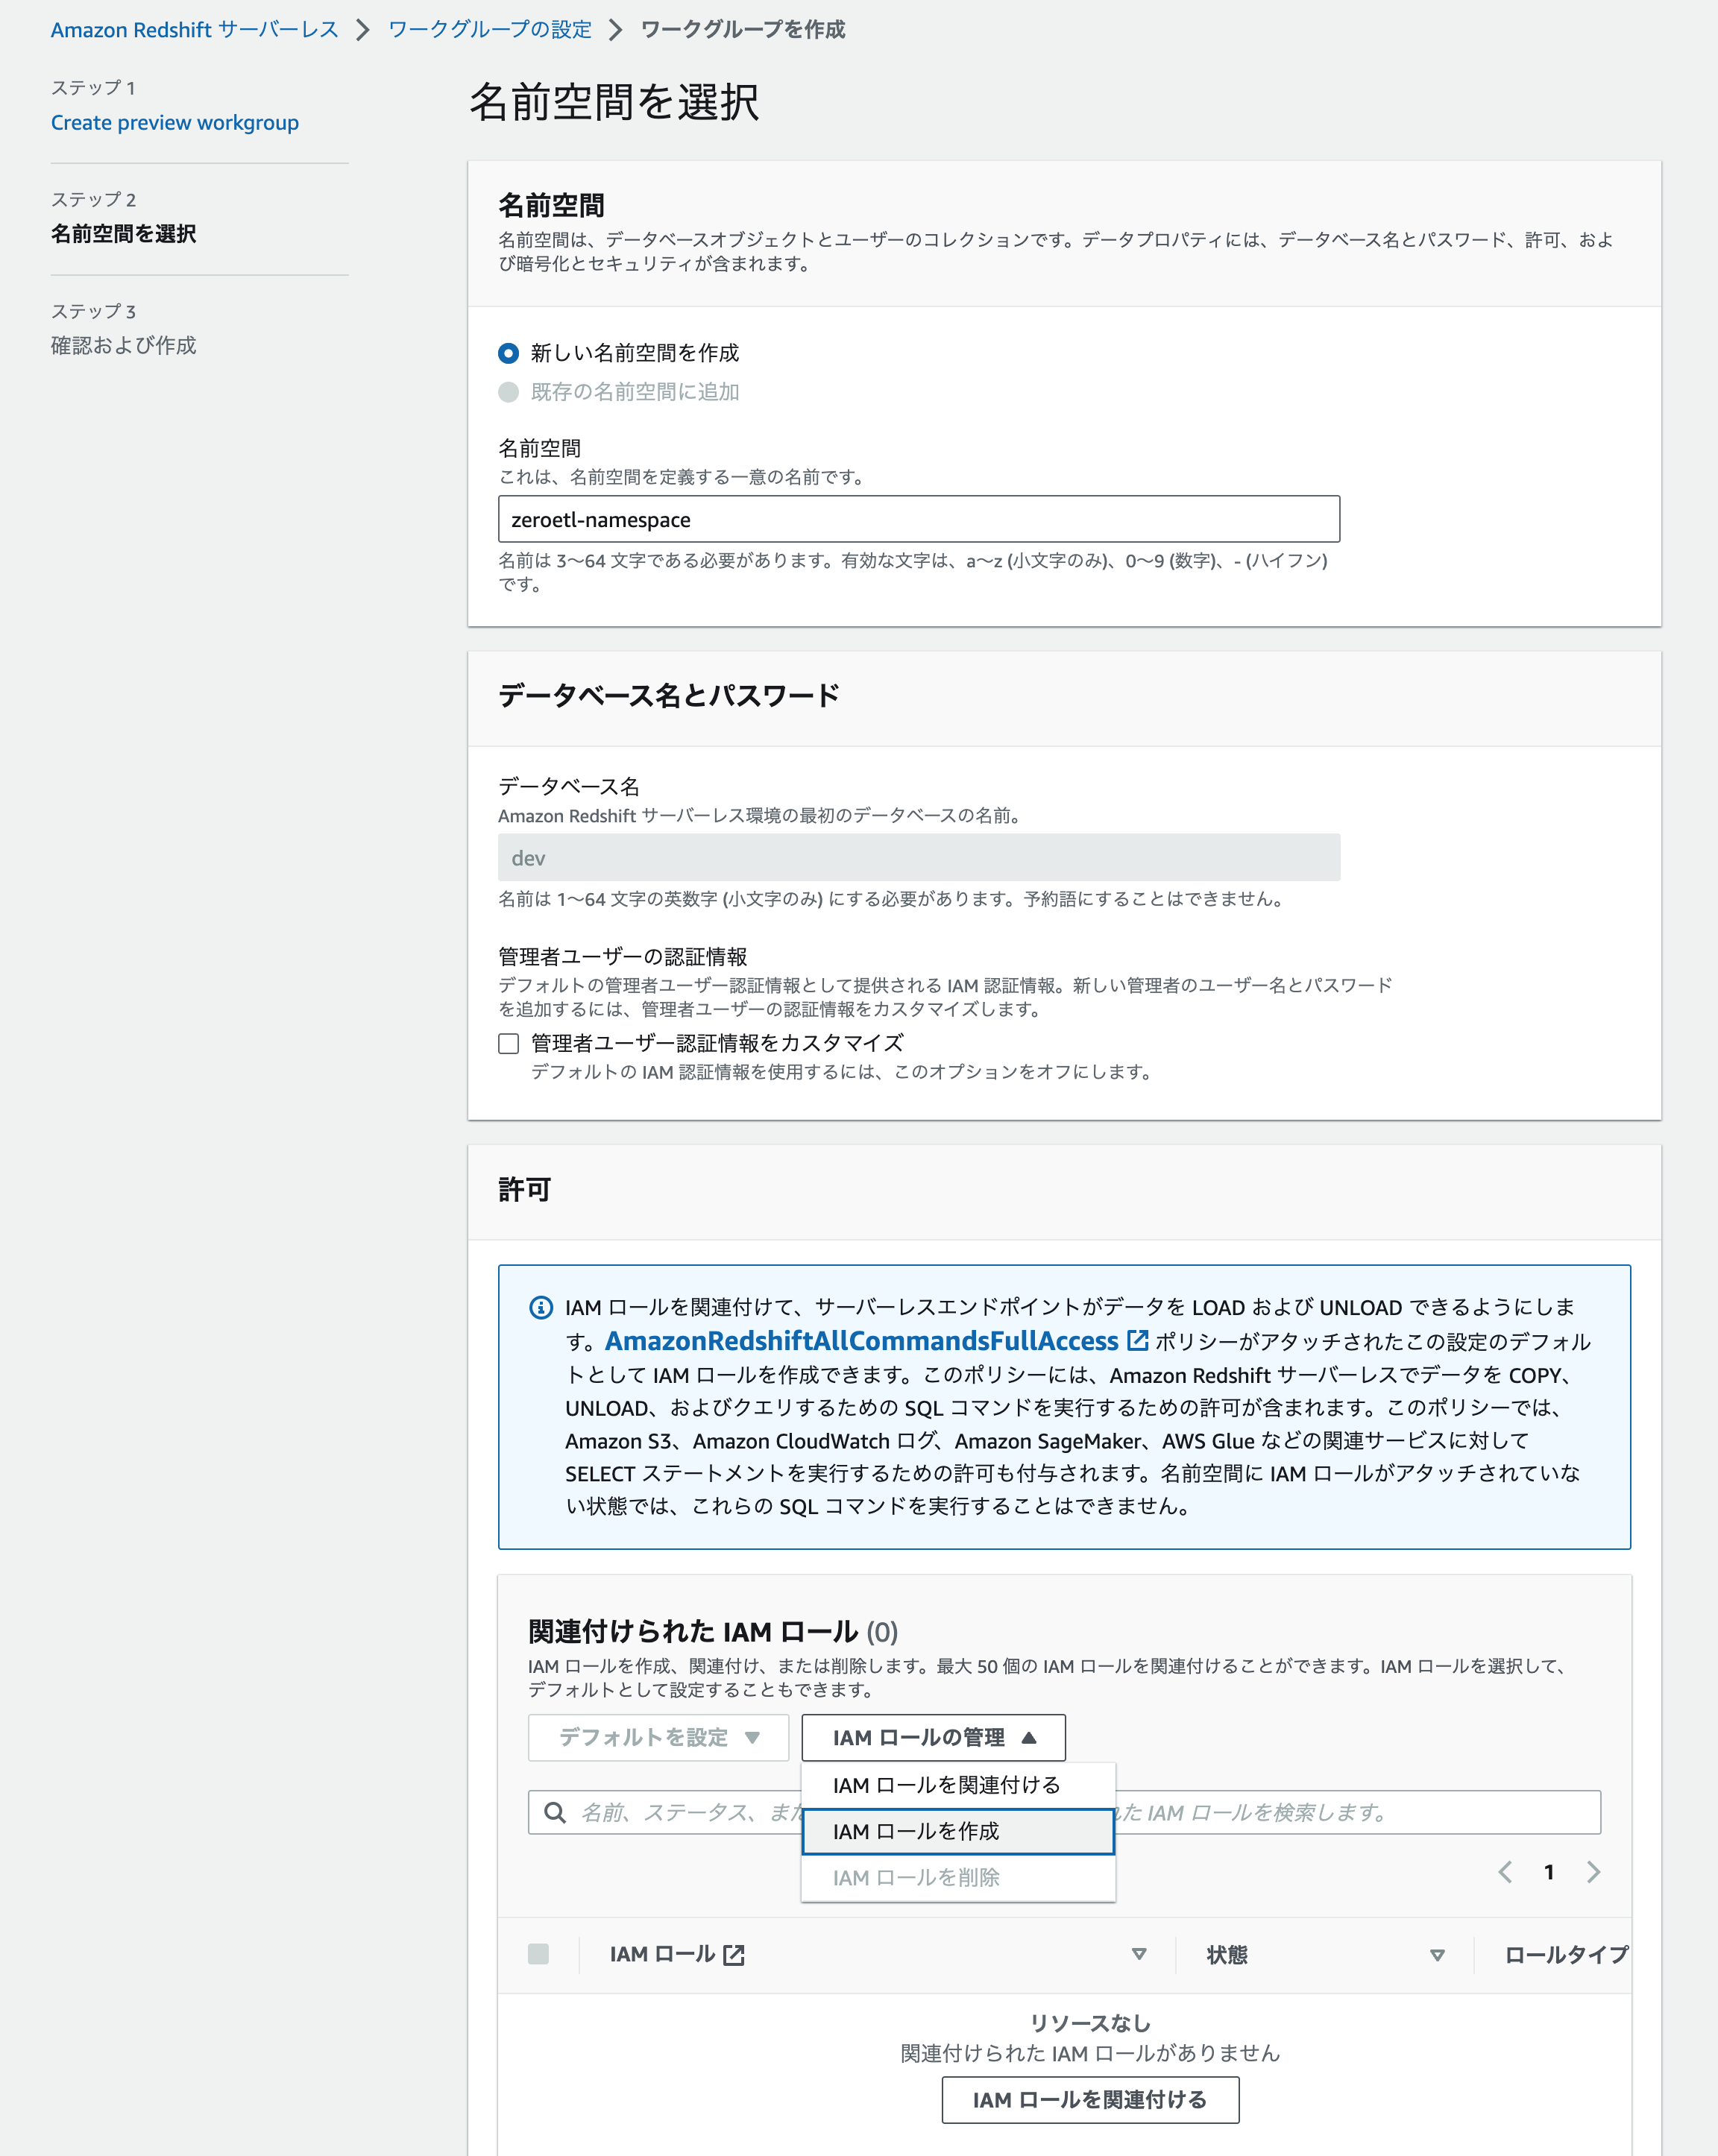 Amazon Redshift サーバーレス > ワークグループの設定 > ワークグループを作成
ステップ 1
Create preview workgroup
ステップ 2
名前空間を選択
ステップ 3
確認および作成
名前空間を選択
名前空間
名前空間は、データベースオブジェクトとユーザーのコレクションです。データプロパティには、データベース名とパスワード、許可、およ
び暗号化とセキュリティが含まれます。
新しい名前空間を作成
既存の名前空間に追加
名前空間
これは、名前空間を定義する一意の名前です。
zeroetl-namespace
名前は 3〜64 文字である必要があります。有効な文字は、a〜z (小文字のみ)、0〜9 (数字)、- (ハイフン)
です。
データベース名とパスワード
データベース名
Amazon Redshift サーバーレス環境の最初のデータベースの名前。
dev
名前は 1〜64 文字の英数字 (小文字のみ) にする必要があります。予約語にすることはできません。
管理者ユーザーの認証情報
デフォルトの管理者ユーザー認証情報として提供される IAM 認証情報。新しい管理者のユーザー名とパスワード
を追加するには、管理者ユーザーの認証情報をカスタマイズします。
管理者ユーザー認証情報をカスタマイズ
デフォルトの IAM 認証情報を使用するには、このオプションをオフにします。
許可
IAM ロールを関連付けて、サーバーレスエンドポイントがデータを LOAD および UNLOAD できるようにしま
す。AmazonRedshiftAllCommandsFullAccess ポリシーがアタッチされたこの設定のデフォル
トとして IAM ロールを作成できます。このポリシーには、Amazon Redshift サーバーレスでデータを COPY、
UNLOAD、およびクエリするための SQL コマンドを実行するための許可が含まれます。このポリシーでは、
Amazon S3、Amazon CloudWatch ログ、Amazon SageMaker、AWS Glue などの関連サービスに対して
SELECT ステートメントを実行するための許可も付与されます。名前空間に IAM ロールがアタッチされていな
い状態では、これらの SQL コマンドを実行することはできません。
関連付けられた IAM ロール (0)
IAM ロールを作成、関連付け、または削除します。最大 50 個の IAM ロールを関連付けることができます。IAM ロールを選択して、
デフォルトとして設定することもできます。
デフォルトを設定 IAM ロールの管理
IAM ロールを関連付ける
名前、ステータス、また れた IAM ロールを検索します。
IAM ロールを作成
IAM ロールを削除
1
IAM ロール 状態 ロールタイプ
リソースなし
関連付けられた IAM ロールがありません
IAM ロールを関連付ける